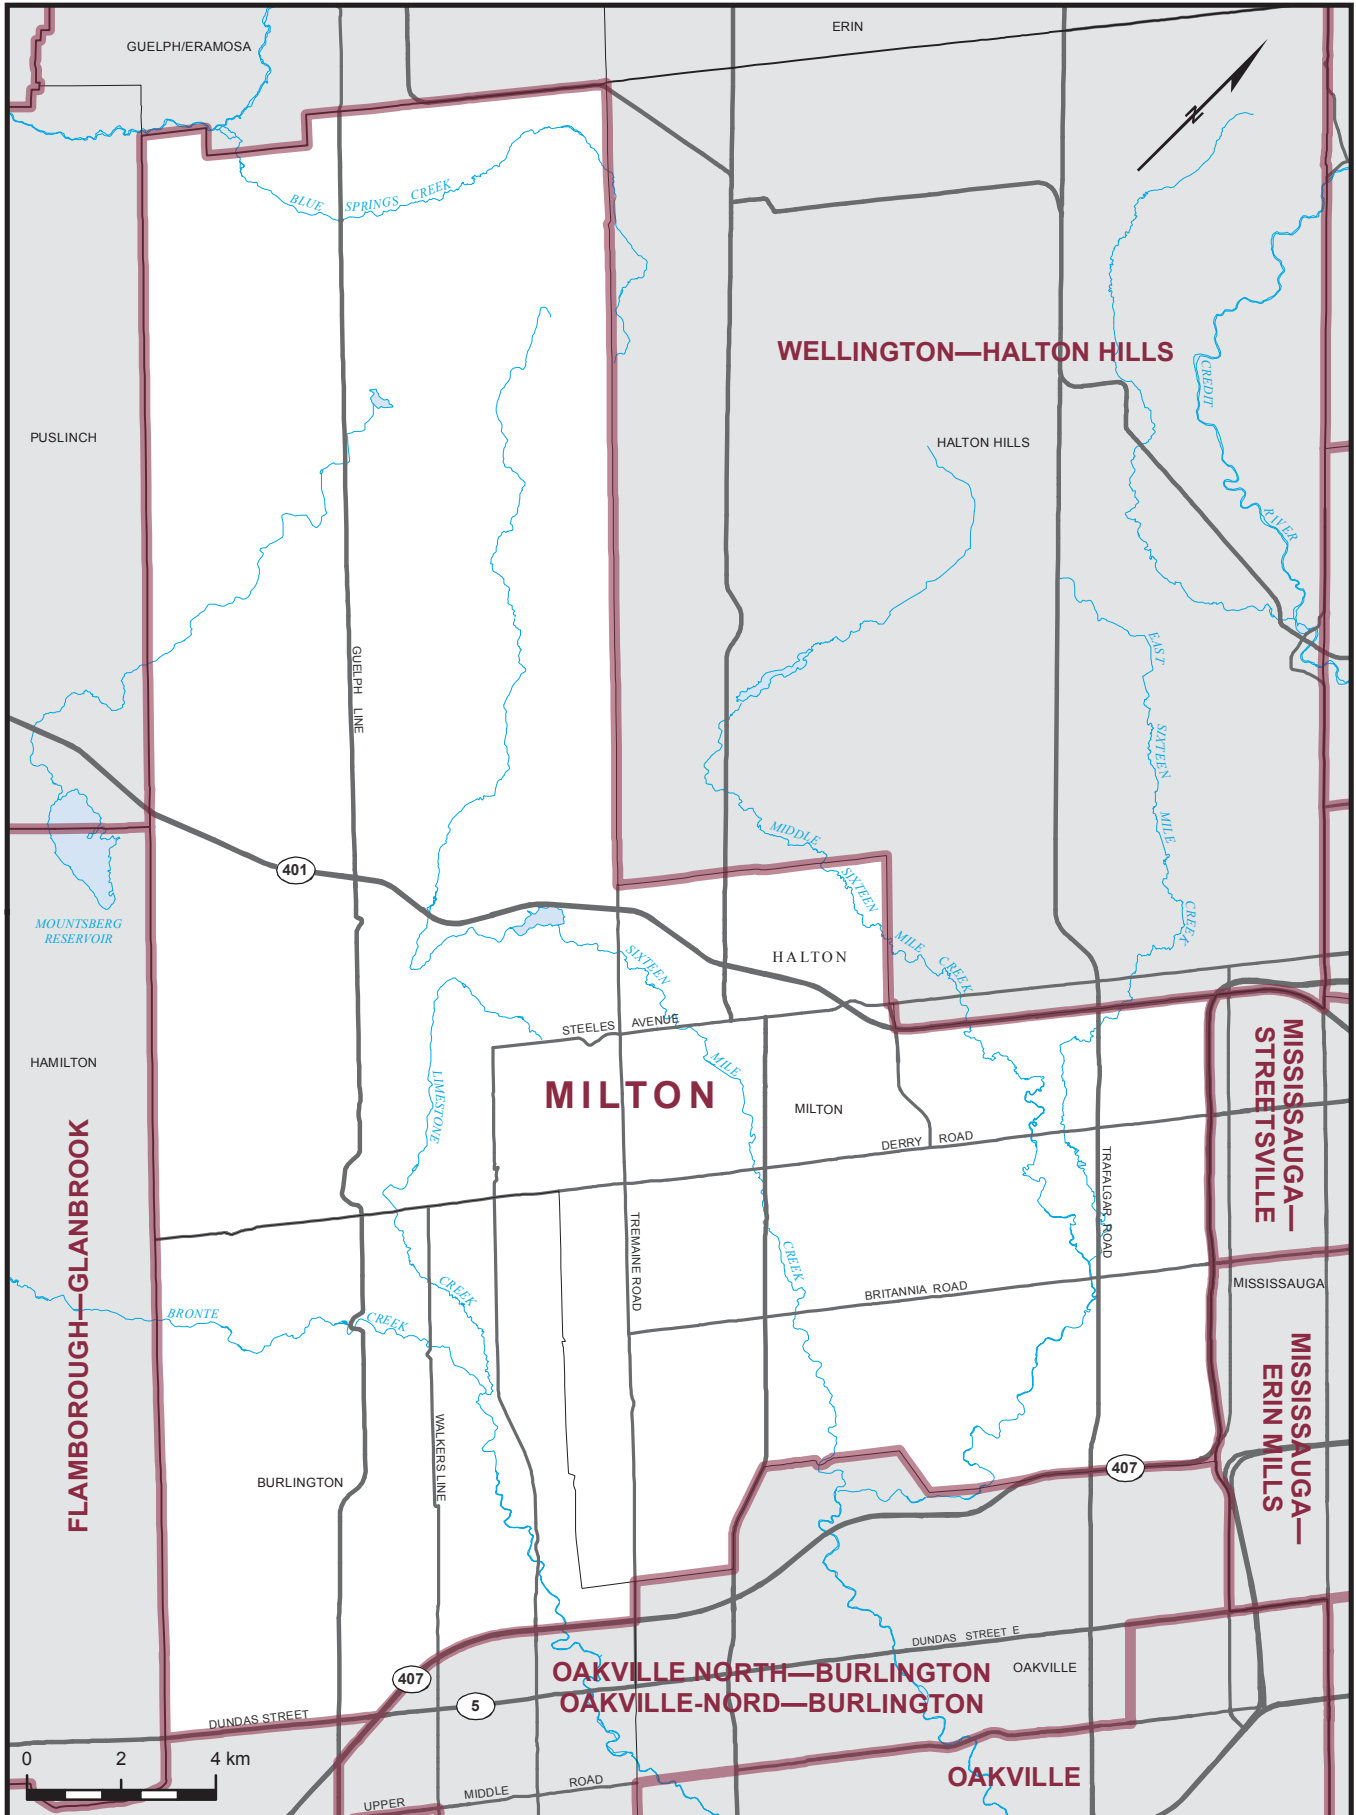 ERIN
GUELPH/ERAMOSA
N
BLUE SPRINGS CREEK
WELLINGTON—HALTON HILLS
CREDIT
RIVER
PUSLINCH
HALTON HILLS
GUELPH LINE
EAST
SIXTEEN
MILE
CREEK
MIDDLE
SIXTEEN
MILE
CREEK
401
MOUNTSBERG
RESERVOIR
SIXTEEN
MILE
CREEK
HALTON
STEELES AVENUE
HAMILTON
LIMESTONE
CREEK
MILTON
MILTON
DERRY ROAD
MISSISSAUGA—
STREETSVILLE
TRAFALGAR ROAD
TREMAINE ROAD
FLAMBOROUGH—GLANBROOK
BRITANNIA ROAD
MISSISSAUGA
BRONTE
CREEK
MISSISSAUGA—
ERIN MILLS
WALKERS LINE
BURLINGTON
407
DUNDAS STREET E
OAKVILLE NORTH—BURLINGTON
OAKVILLE-NORD—BURLINGTON
OAKVILLE
407
5
DUNDAS STREET
0 2 4 km
UPPER MIDDLE ROAD
OAKVILLE